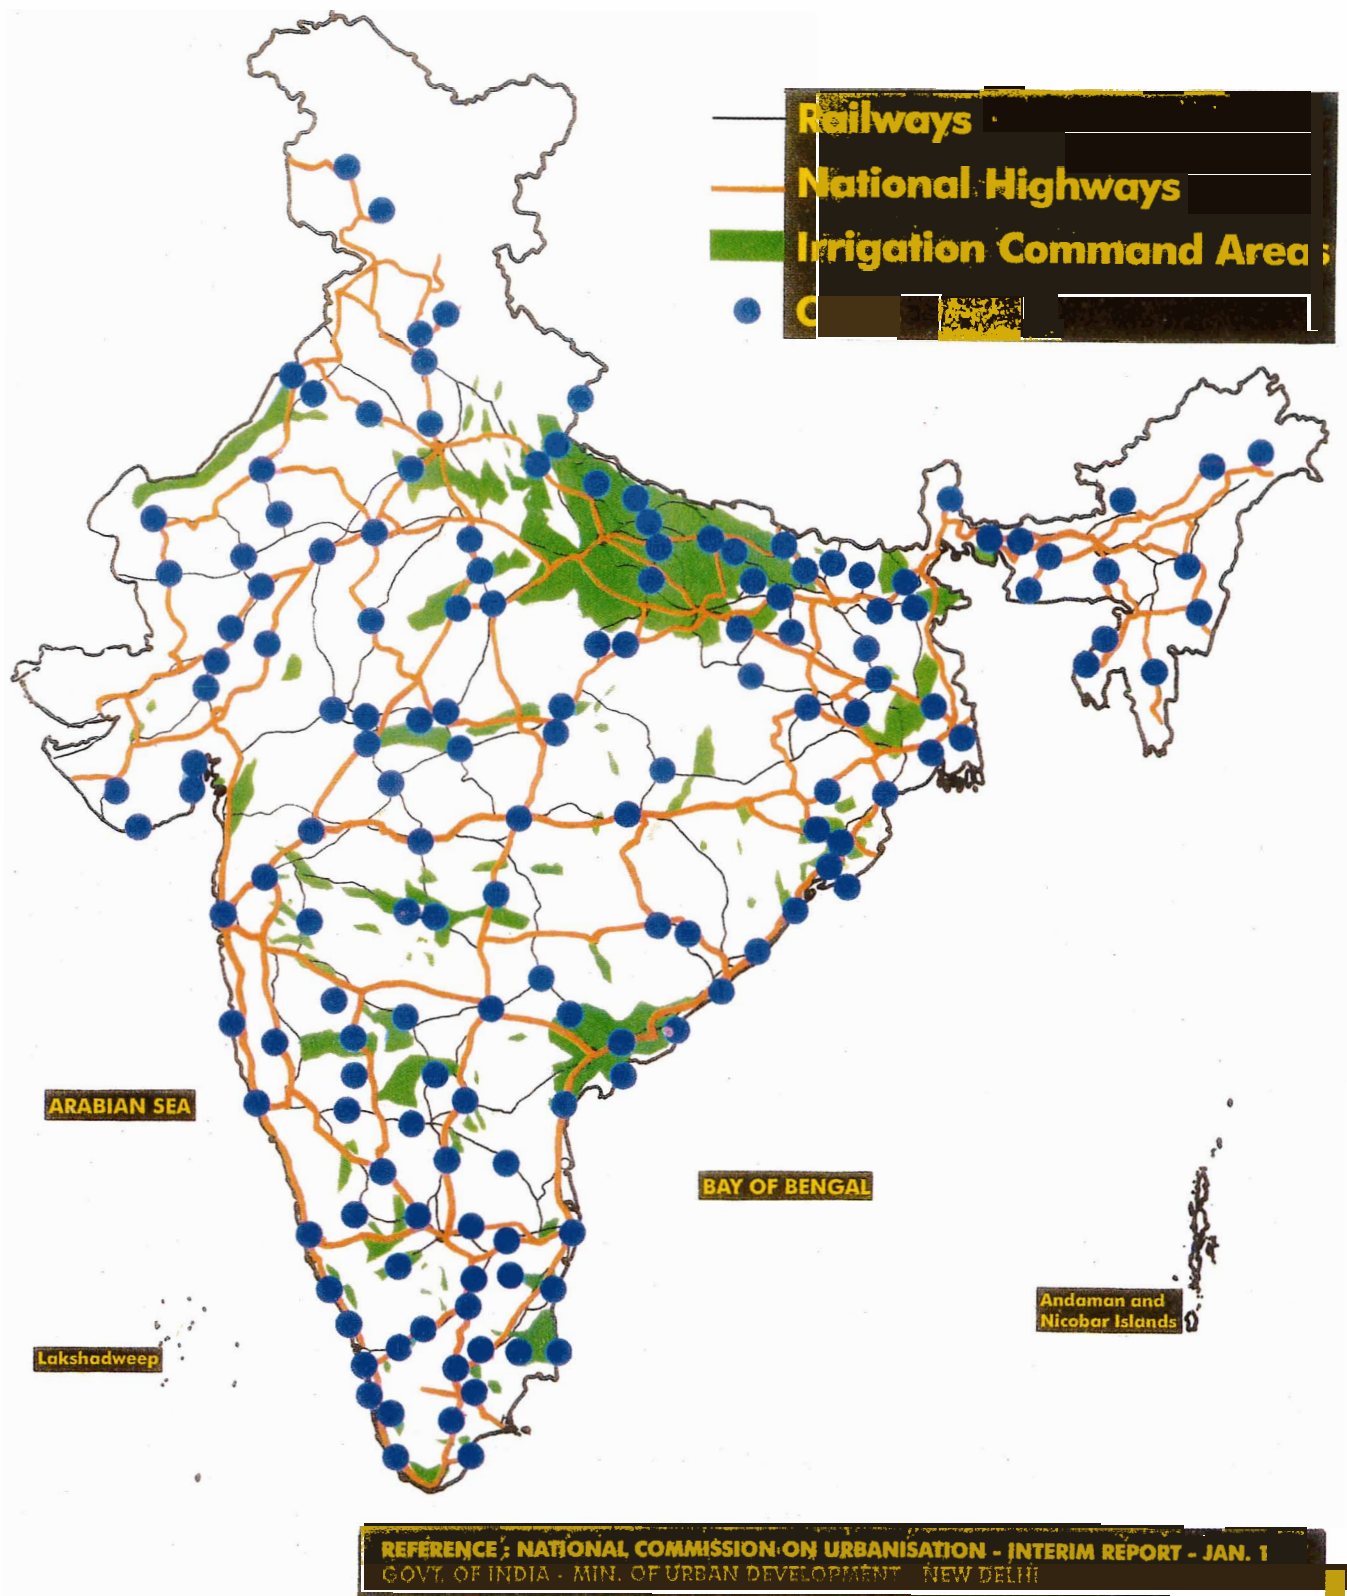 Railways
National Highways
Irrigation Command Areas
ARABIAN SEA
BAY OF BENGAL
Andaman and
Nicobar Islands
Lakshadweep
REFERENCE : NATIONAL COMMISSION ON URBANISATION - INTERIM REPORT - JAN. 1
GOVT. OF INDIA - MIN. OF URBAN DEVELOPMENT NEW DELHI